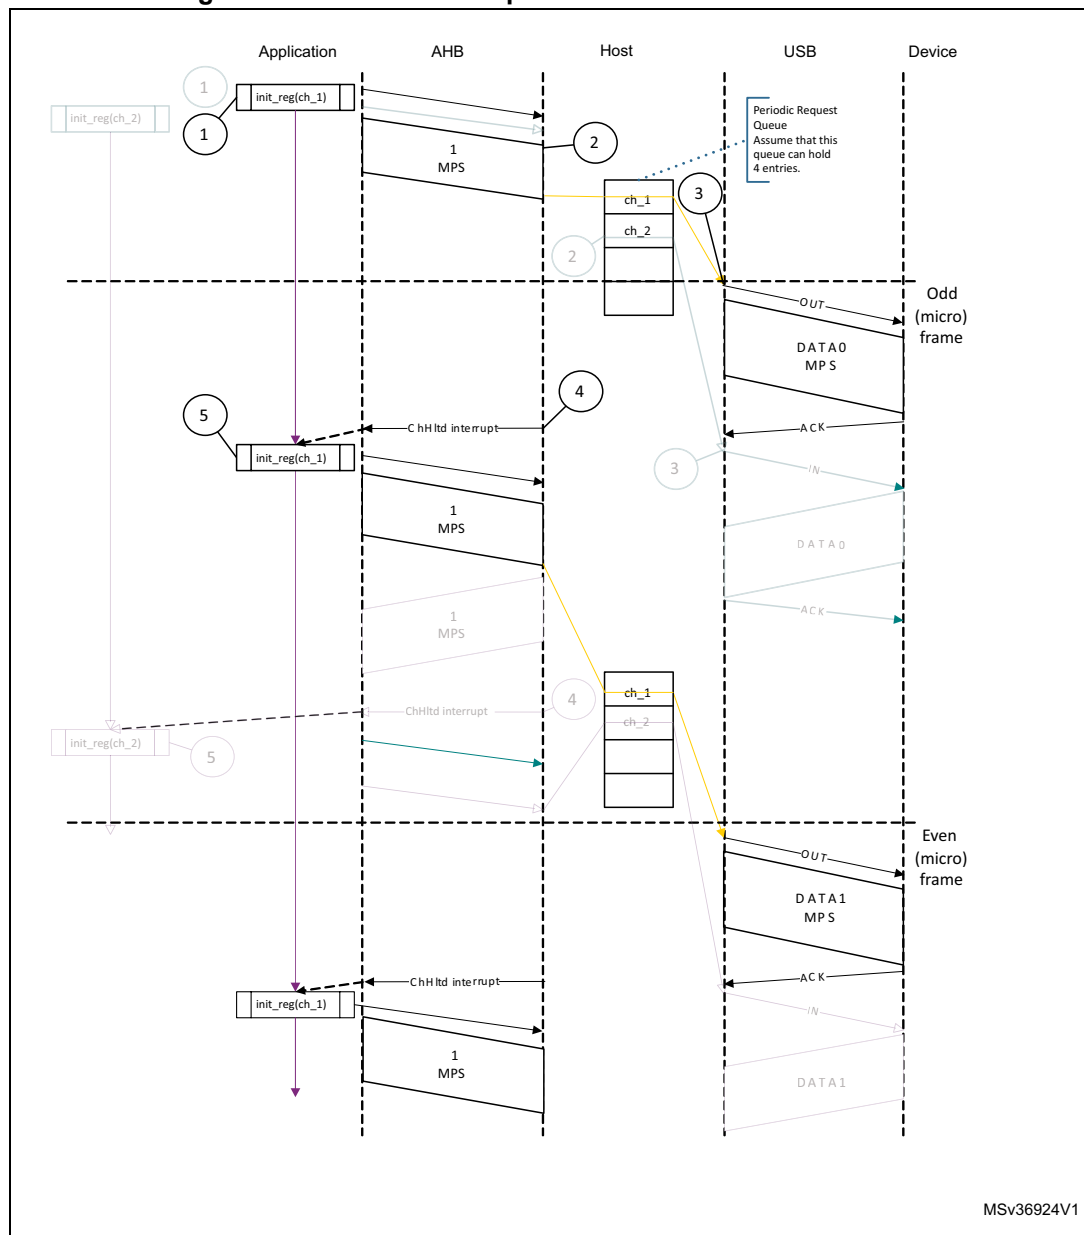 Application AHB Host USB Device
1
init_reg(ch_1)
init_reg(ch_2)
1
Periodic Request
Queue
Assume that this
queue can hold
4 entries.
2
1
MPS
3
ch_1
ch_2
2
Odd
(micro)
frame
OUT
DATA0
MPS
4
5
ChHltd interrupt
ACK
init_reg(ch_1)
3
IN
1
MPS
DATA0
ACK
1
MPS
4
ch_1
ChHltd interrupt
ch_2
init_reg(ch_2)
5
Even
(micro)
frame
OUT
DATA1
MPS
ChHltd interrupt
ACK
init_reg(ch_1)
IN
1
MPS
DATA1
MSv36924V1